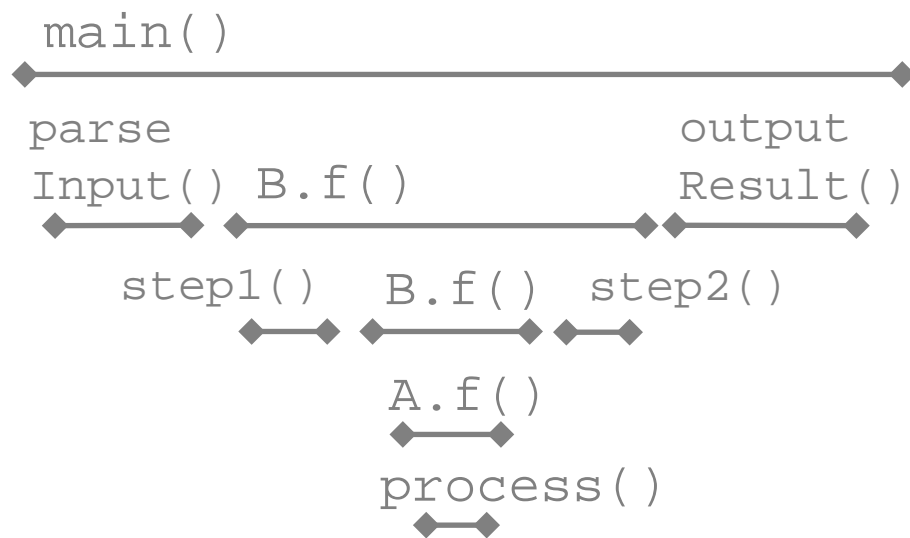 main()
parse
Input()
B.f()
output
Result()
step1()
B.f()
step2()
A.f()
process()